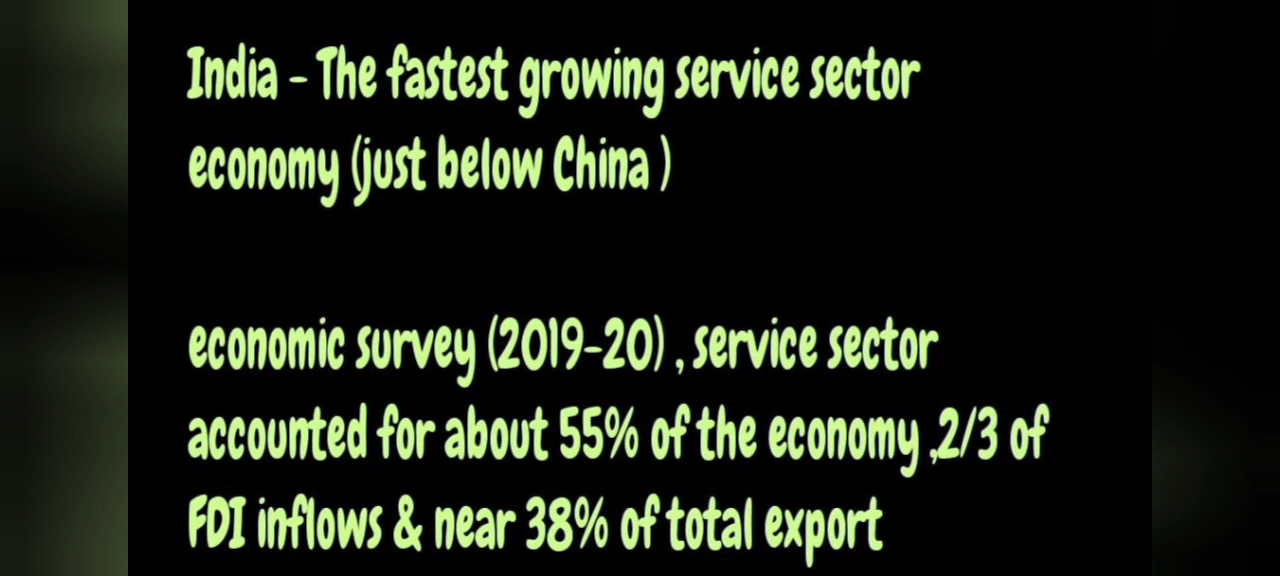 India - The fastest growing service sector
economy (just below China )
economic survey (2019-20) , service sector
accounted for about 55% of the economy ,2/3 of
FDI inflows & near 38% of total export